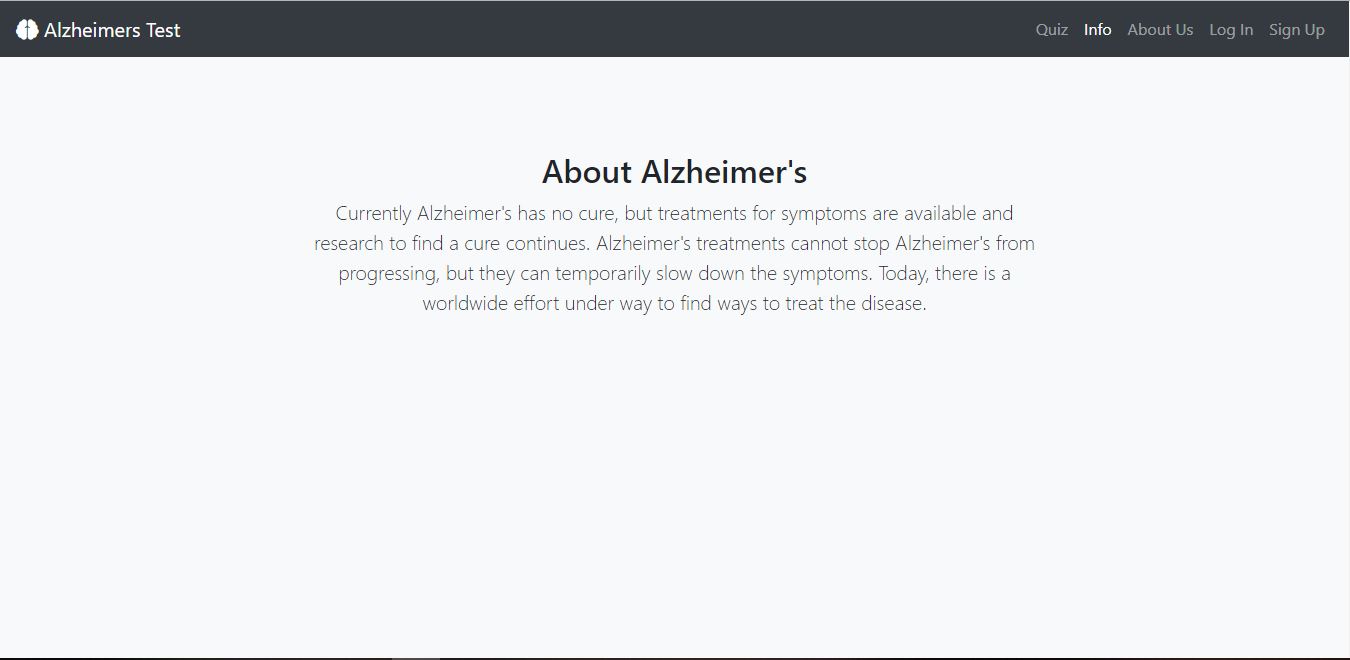 Alzheimers Test
Quiz Info About Us Log In Sign Up
About Alzheimer's
Currently Alzheimer's has no cure, but treatments for symptoms are available and
research to find a cure continues. Alzheimer's treatments cannot stop Alzheimer's from
progressing, but they can temporarily slow down the symptoms. Today, there is a
worldwide effort under way to find ways to treat the disease.